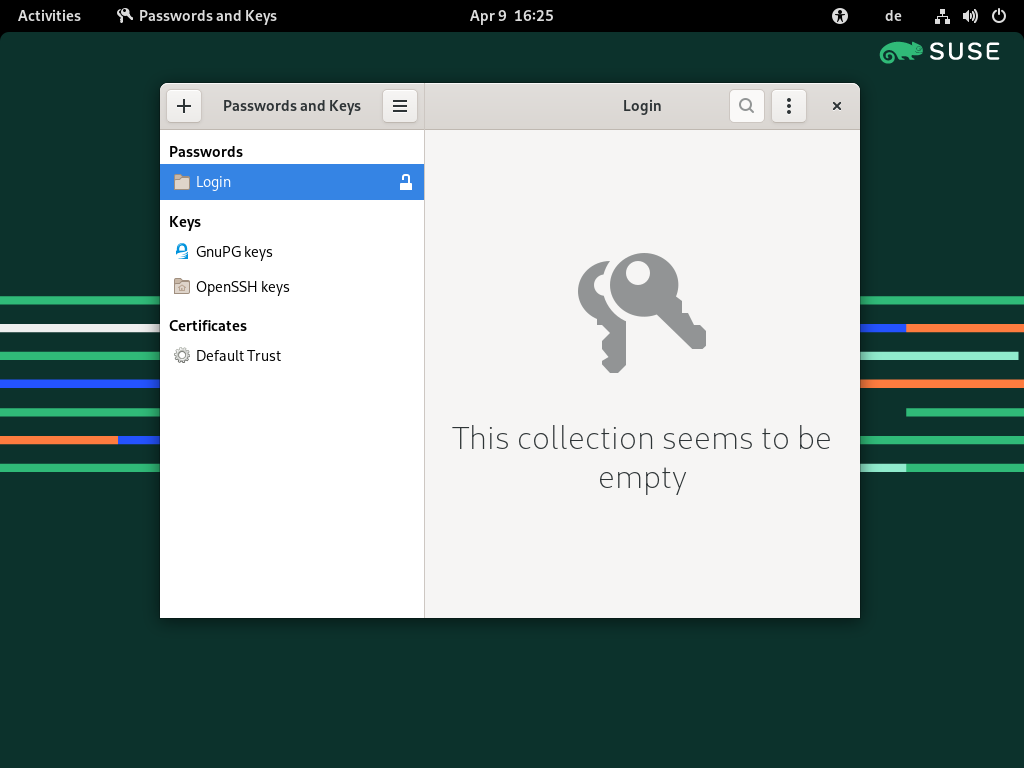 Activities
Passwords and Keys
Apr 9 16:25
de
SUSE
Passwords and Keys
Login
Passwords
Login
Keys
GnuPG keys
OpenSSH keys
Certificates
Default Trust
This collection seems to be
empty